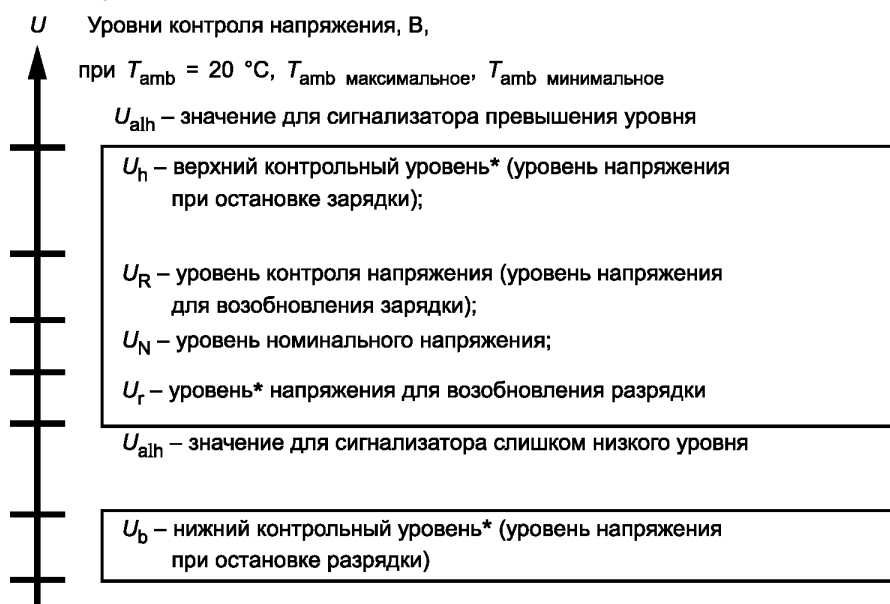 U Уровни контроля напряжения, В,
при Tamb = 20 °C, Tamb максимальное, Tamb минимальное
Ualh – значение для сигнализатора превышения уровня
Uh – верхний контрольный уровень* (уровень напряжения
при остановке зарядки);
UR – уровень контроля напряжения (уровень напряжения
для возобновления зарядки);
UN – уровень номинального напряжения;
Ur – уровень* напряжения для возобновления разрядки
Ualh – значение для сигнализатора слишком низкого уровня
Ub – нижний контрольный уровень* (уровень напряжения
при остановке разрядки)